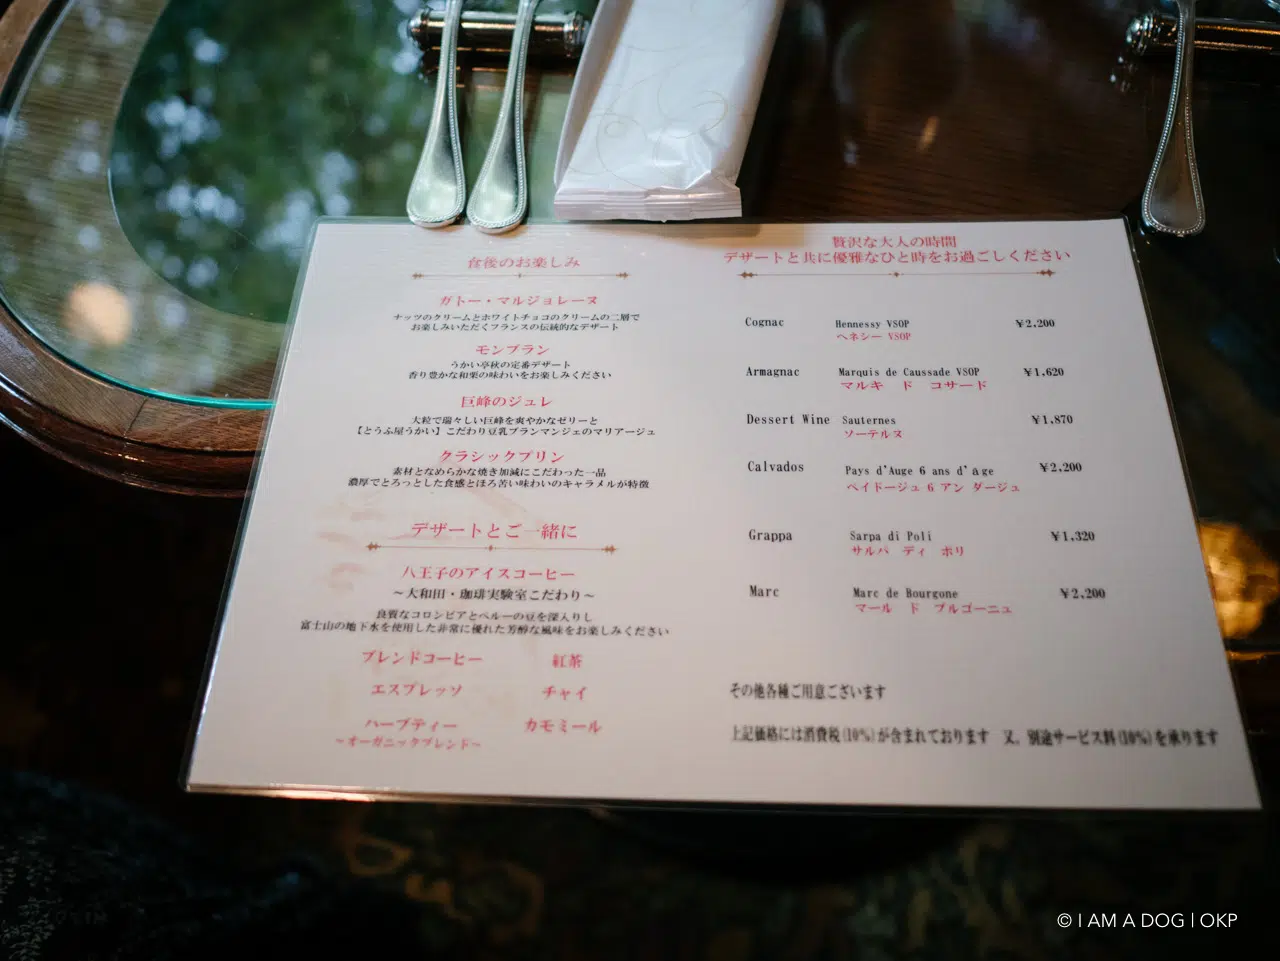 食後のお楽しみ
ガトー・マルジョレーヌ
ナッツのクリームとホワイトチョコのクリームの二層で
お楽しみいただくフランスの伝統的なデザート
モンブラン
うかい亭秋の定番デザート
香り豊かな和栗の味わいをお楽しみください
巨峰のジュレ
大粒で瑞々しい巨峰を爽やかなゼリーと
【とうふ屋うかい】こだわり豆乳ブランマンジェのマリアージュ
クラシックプリン
素材となめらかな焼き加減にこだわった一品
濃厚でとろっとした食感とほろ苦い味わいのキャラメルが特徴
デザートとご一緒に
八王子のアイスコーヒー
～大和田・珈琲実験室こだわり～
良質なコロンビアとペルーの豆を深入りし
富士山の地下水を使用した非常に優れた芳醇な風味をお楽しみください
ブレンドコーヒー 紅茶
エスプレッソ チャイ
ハーブティー カモミール
～オーガニックブレンド～
贅沢な大人の時間
デザートと共に優雅なひと時をお過ごしください
Cognac Hennessy VSOP ¥2,200
ヘネシー VSOP
Armagnac Marquis de Caussade VSOP ¥1,620
マルキ ド コサード
Dessert Wine Sauternes ¥1,870
ソーテルヌ
Calvados Pays d'Auge 6 ans d'age ¥2,200
ペイドージュ 6 アン ダージュ
Grappa Sarpa di Poli ¥1,320
サルパ ディ ポリ
Marc Marc de Bourgone ¥2,200
マール ド ブルゴーニュ
その他各種ご用意ございます
上記価格には消費税(10%)が含まれております 又、別途サービス料(10%)を承ります
© I AM A DOG | OKP